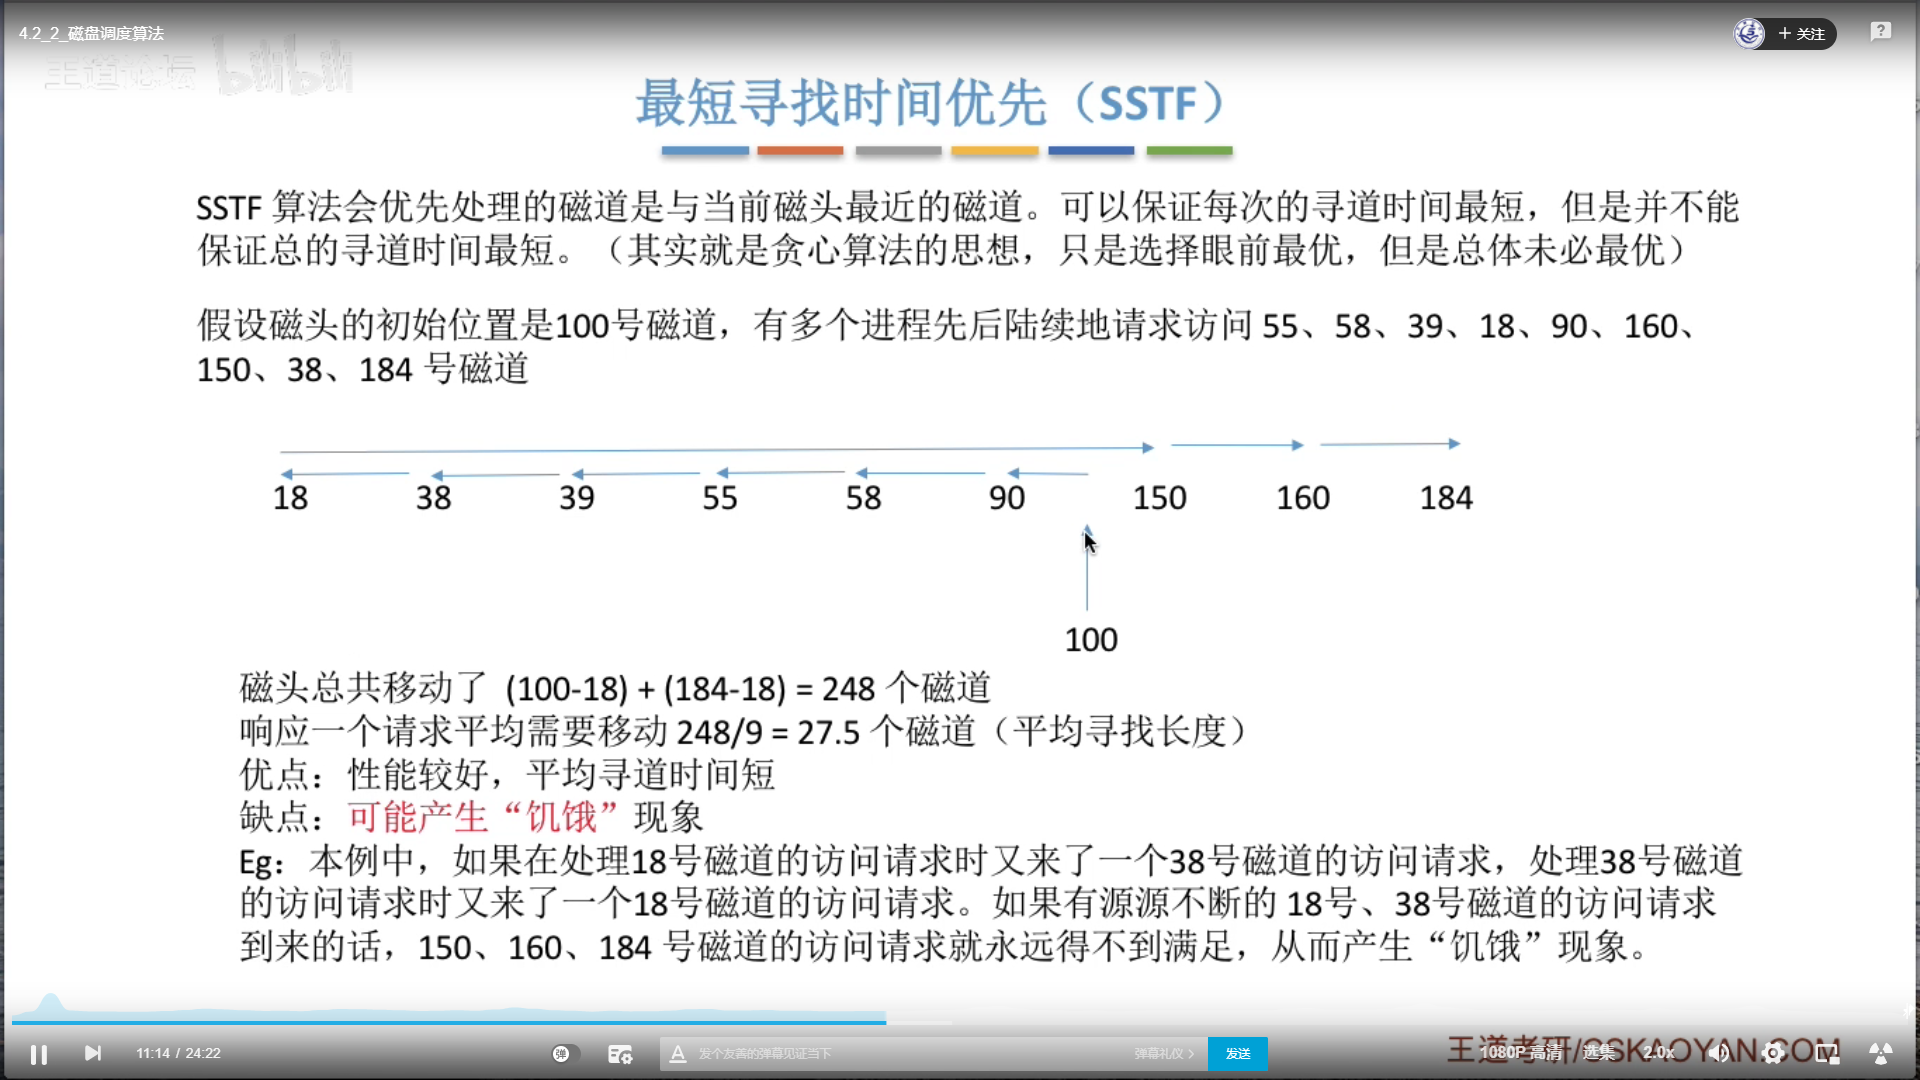 4.2_2_磁盘调度算法
+ 关注
?
王道论坛 bilibili
最短寻找时间优先（SSTF）
SSTF 算法会优先处理的磁道是与当前磁头最近的磁道。可以保证每次的寻道时间最短，但是并不能
保证总的寻道时间最短。（其实就是贪心算法的思想，只是选择眼前最优，但是总体未必最优）
假设磁头的初始位置是100号磁道，有多个进程先后陆续地请求访问 55、58、39、18、90、160、
150、38、184 号磁道
18 38 39 55 58 90 150 160 184
100
磁头总共移动了 (100-18) + (184-18) = 248 个磁道
响应一个请求平均需要移动 248/9 = 27.5 个磁道（平均寻找长度）
优点：性能较好，平均寻道时间短
缺点：可能产生“饥饿”现象
Eg：本例中，如果在处理18号磁道的访问请求时又来了一个38号磁道的访问请求，处理38号磁道
的访问请求时又来了一个18号磁道的访问请求。如果有源源不断的 18号、38号磁道的访问请求
到来的话，150、160、184 号磁道的访问请求就永远得不到满足，从而产生“饥饿”现象。
王道考研/CSKAOYAN.COM
11:14 / 24:22
弹
A 发个友善的弹幕见证当下
弹幕礼仪 >
发送
1080P 高清
选集
2.0x